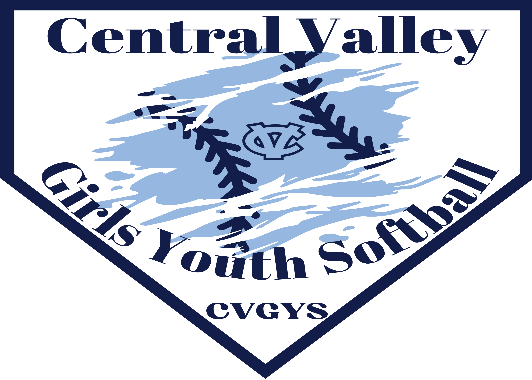 Central Valley
CV
Girls Youth Softball
CVGYS